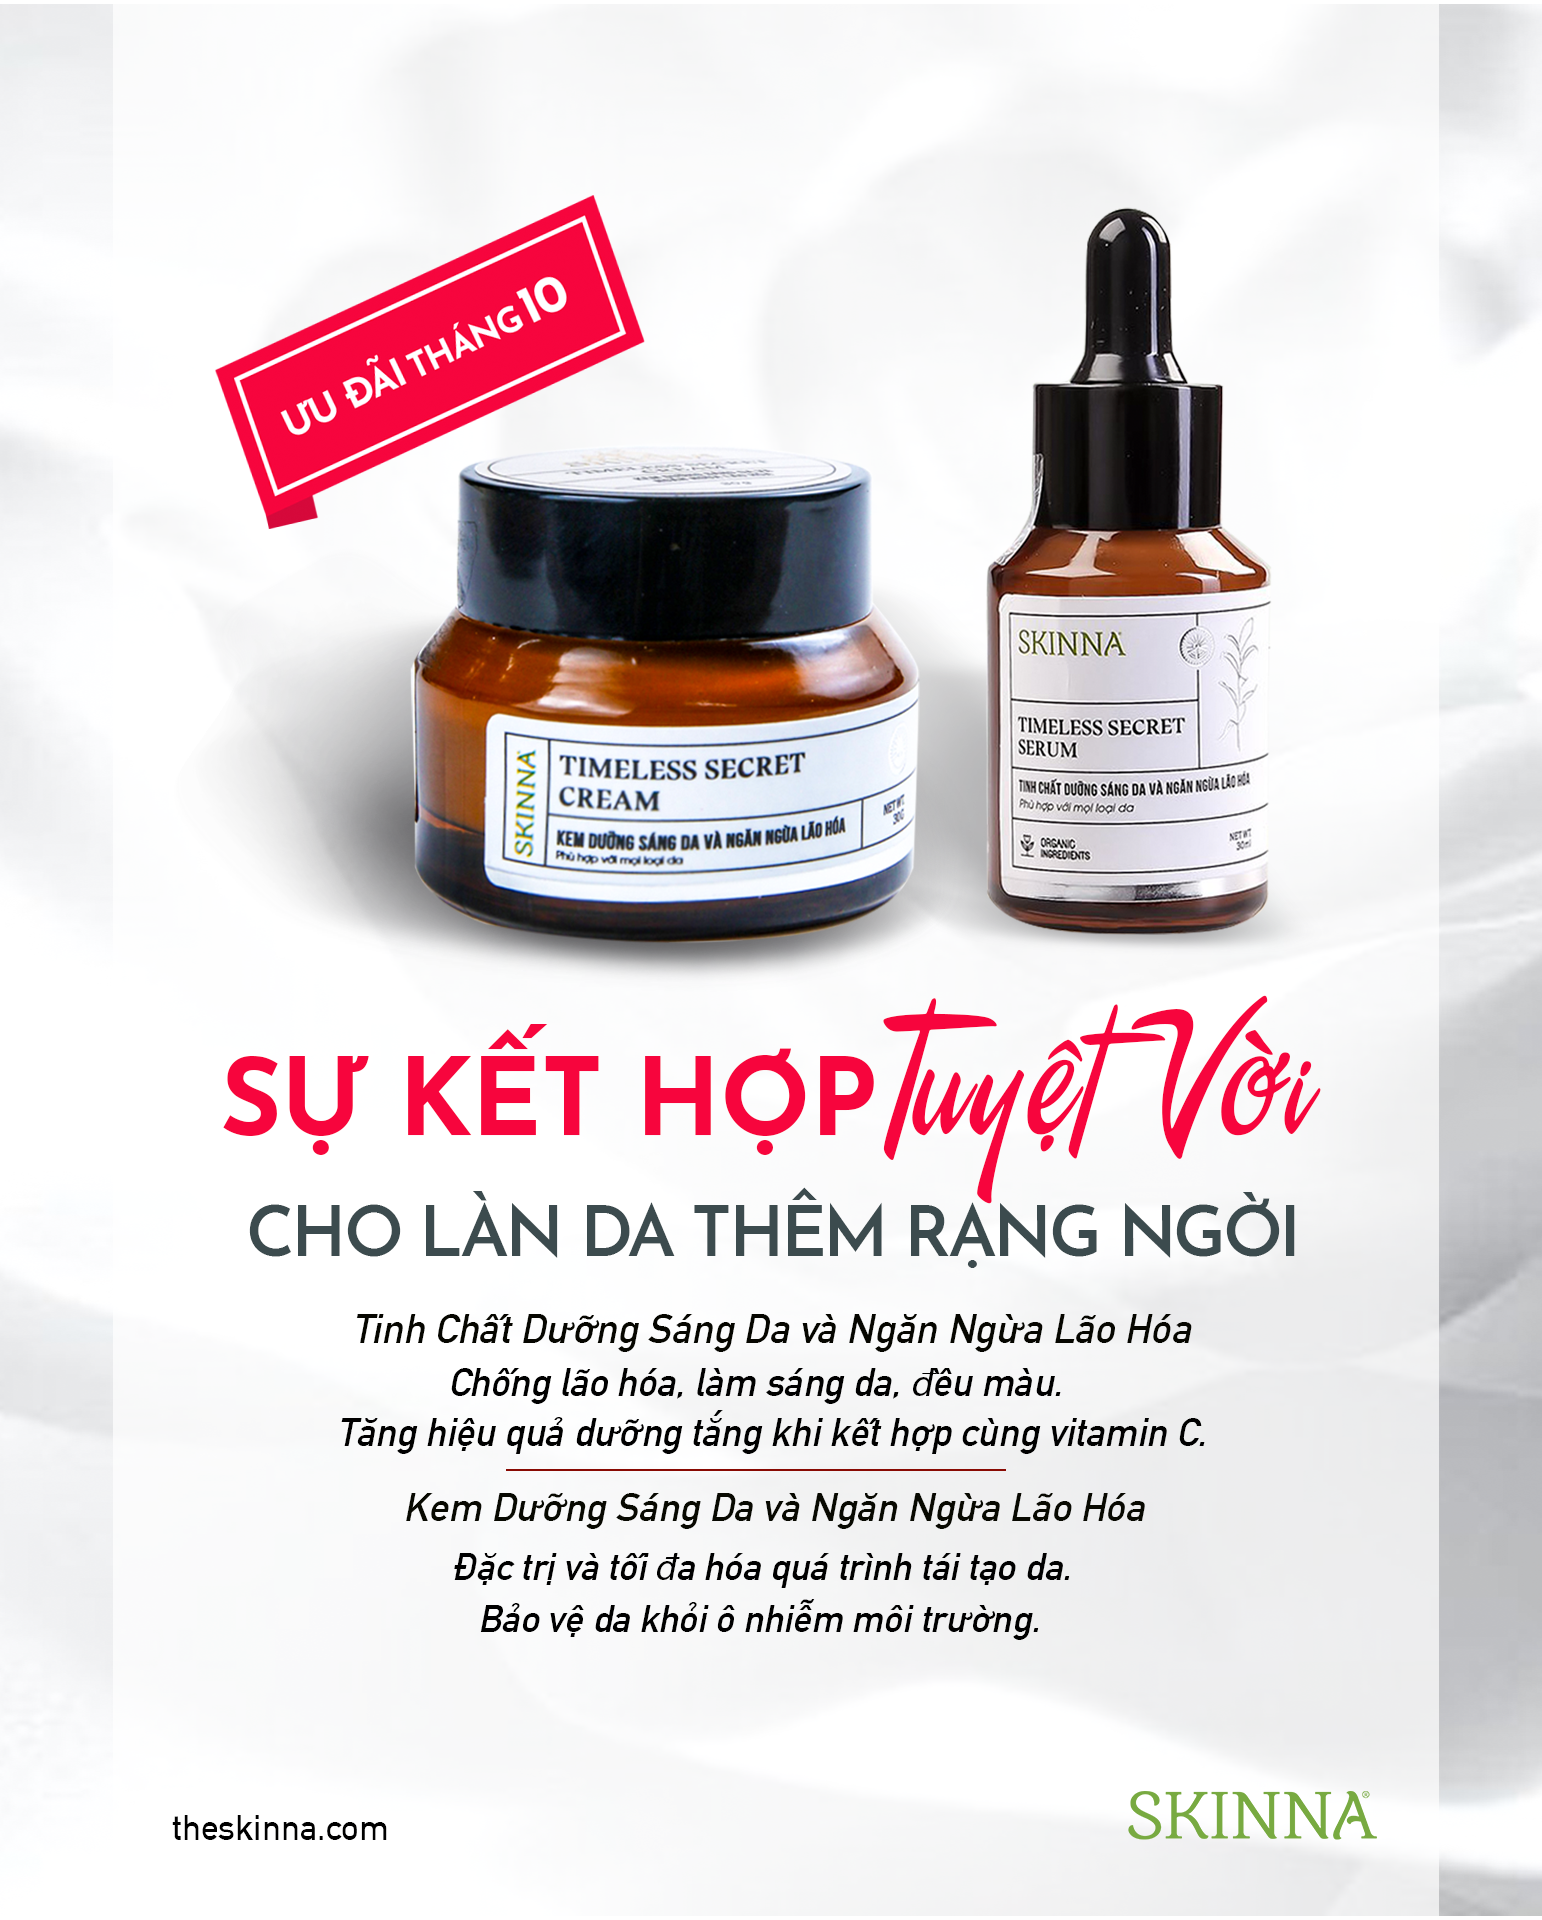 ƯU ĐÃI THÁNG 10
TIMELESS SECRET
CREAM
SKINNA
TIMELESS SECRET
CREAM
KEM DƯỠNG SÁNG DA VÀ NGĂN NGỪA LÃO HÓA
Phù hợp với mọi loại da
NET WT.
30G
SKINNA
TIMELESS SECRET
SERUM
TINH CHẤT DƯỠNG SÁNG DA VÀ NGĂN NGỪA LÃO HÓA
Phù hợp với mọi loại da
ORGANIC
INGREDIENTS
NET WT
30ml
SỰ KẾT HỢP Tuyệt Vời
CHO LÀN DA THÊM RẠNG NGỜI
Tinh Chất Dưỡng Sáng Da và Ngăn Ngừa Lão Hóa
Chống lão hóa, làm sáng da, đều màu.
Tăng hiệu quả dưỡng tắng khi kết hợp cùng vitamin C.
Kem Dưỡng Sáng Da và Ngăn Ngừa Lão Hóa
Đặc trị và tối đa hóa quá trình tái tạo da.
Bảo vệ da khỏi ô nhiễm môi trường.
theskinna.com
SKINNA®